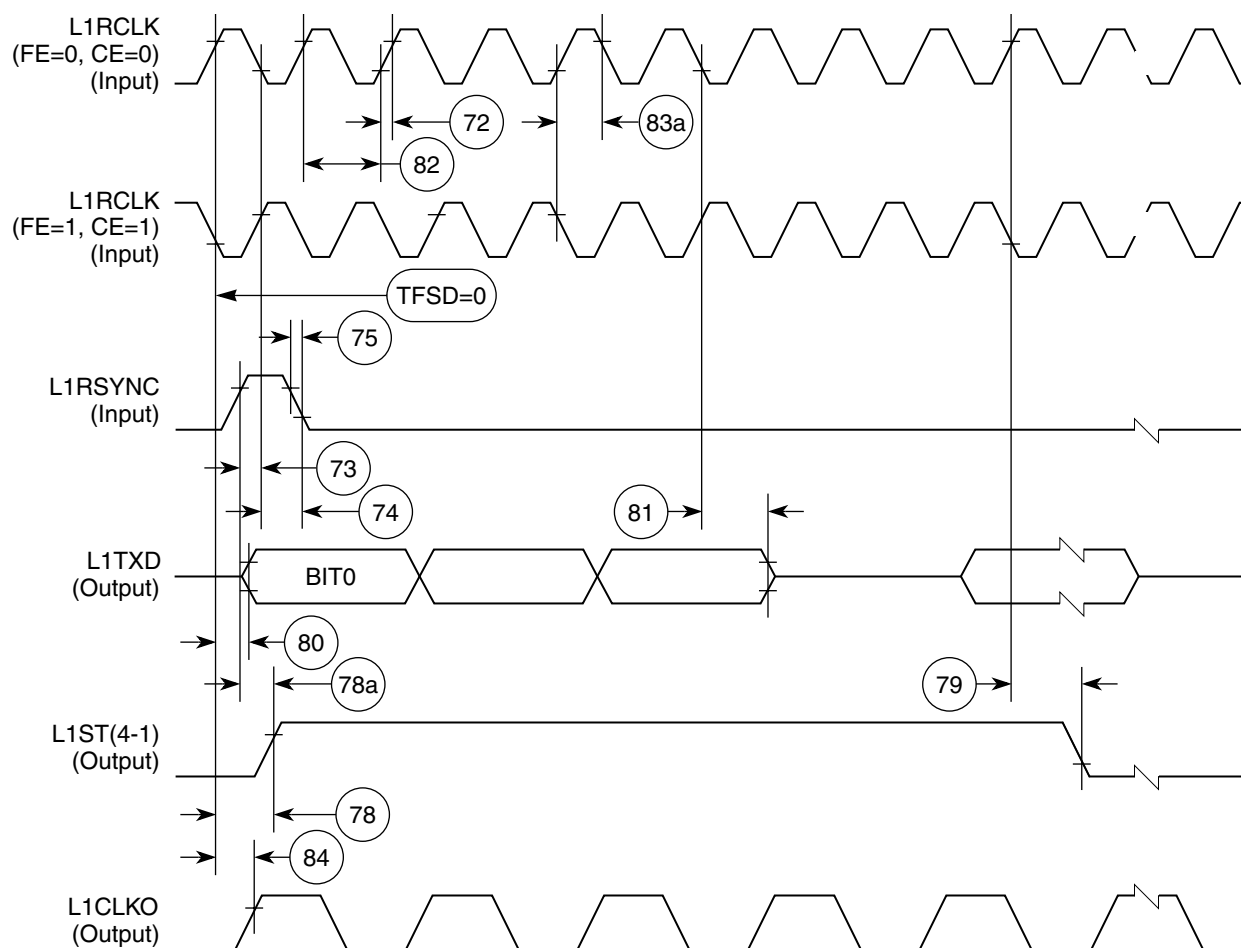 L1RCLK
(FE=0, CE=0)
(Input)
72
83a
82
L1RCLK
(FE=1, CE=1)
(Input)
TFSD=0
75
L1RSYNC
(Input)
73
74
81
L1TXD
(Output)
BIT0
80
78a
79
L1ST(4-1)
(Output)
78
84
L1CLKO
(Output)